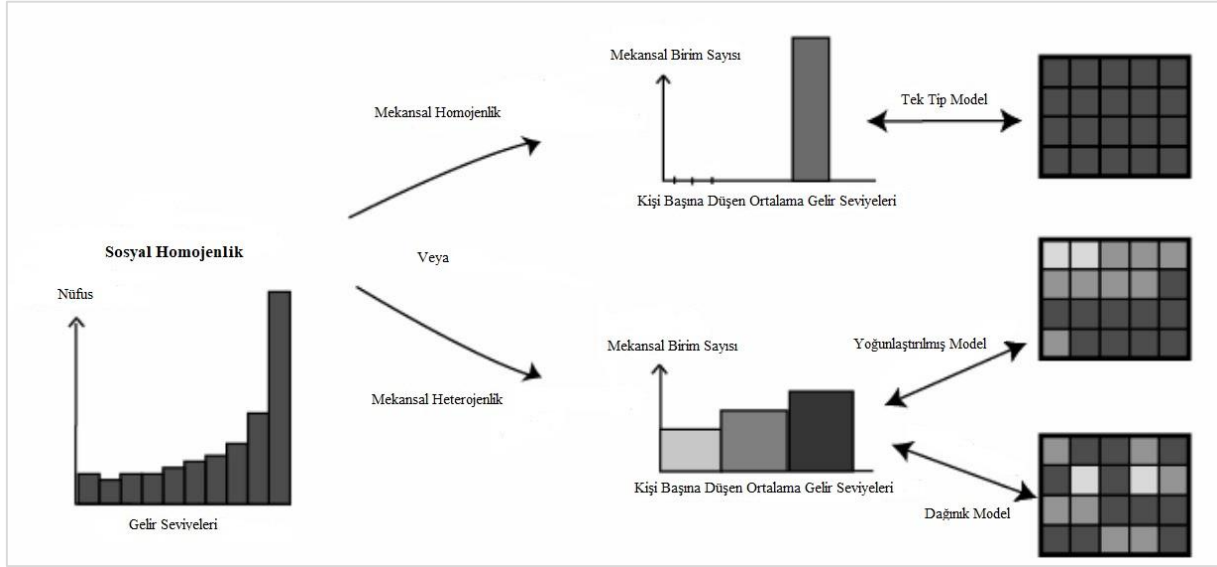 Sosyal Homojenlik
Nüfus
Gelir Seviyeleri
Mekansal Homojenlik
Veya
Mekansal Heterojenlik
Mekansal Birim Sayısı
Kişi Başına Düşen Ortalama Gelir Seviyeleri
Tek Tip Model
Mekansal Birim Sayısı
Kişi Başına Düşen Ortalama Gelir Seviyeleri
Yoğunlaştırılmış Model
Dağınık Model